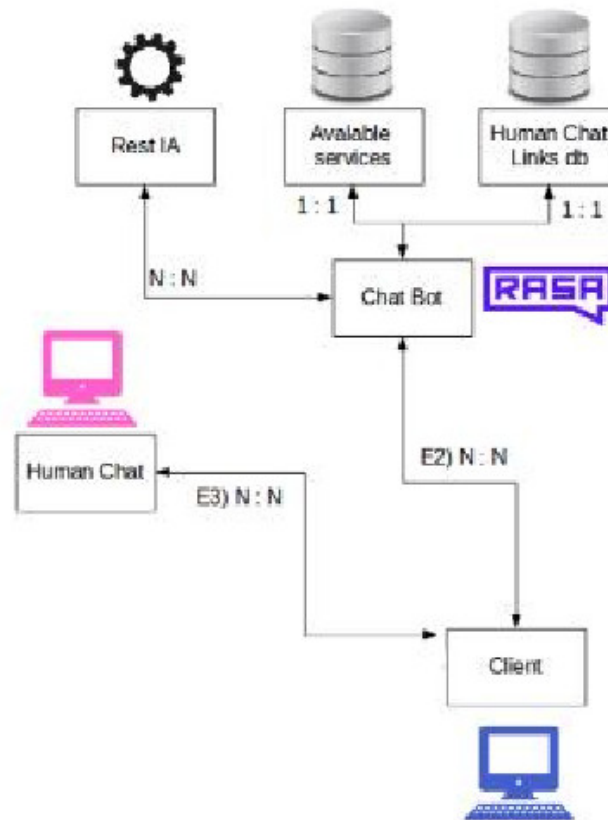 Rest IA
Avalable
services
Human Chat
Links db
1 : 1
1 : 1
N : N
Chat Bot
RASA
Human Chat
E2) N : N
E3) N : N
Client